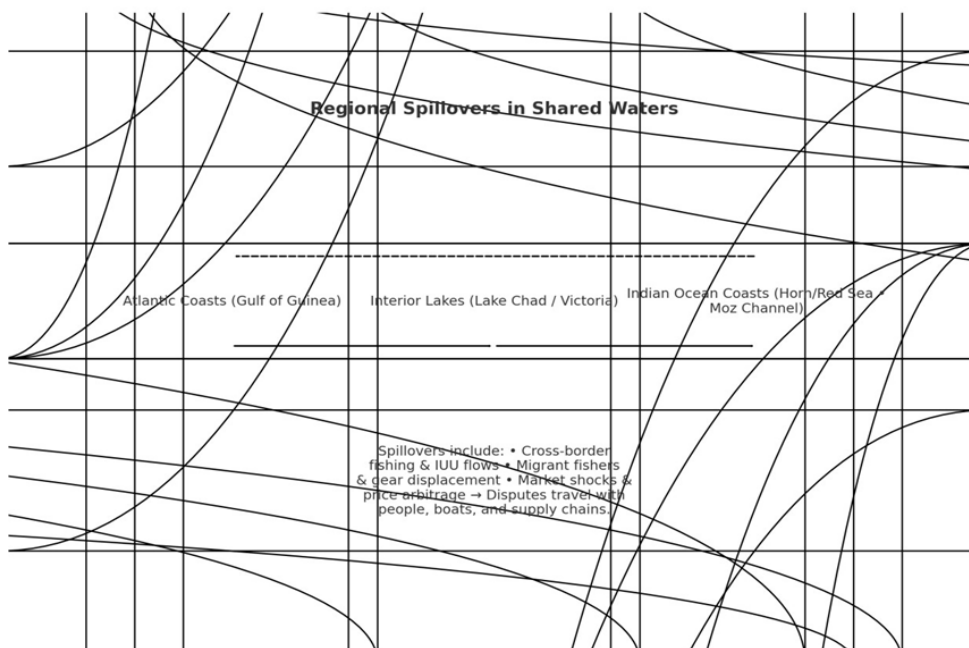 Regional Spillovers in Shared Waters
Atlantic Coasts (Gulf of Guinea)
Interior Lakes (Lake Chad / Victoria)
Indian Ocean Coasts (Horn/Red Sea •
Moz Channel)
Spillovers include: • Cross-border
fishing & IUU flows • Migrant fishers
& gear displacement • Market shocks &
price arbitrage → Disputes travel with
people, boats, and supply chains.